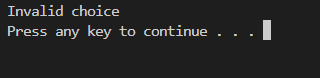 Invalid choice
Press any key to continue . . .